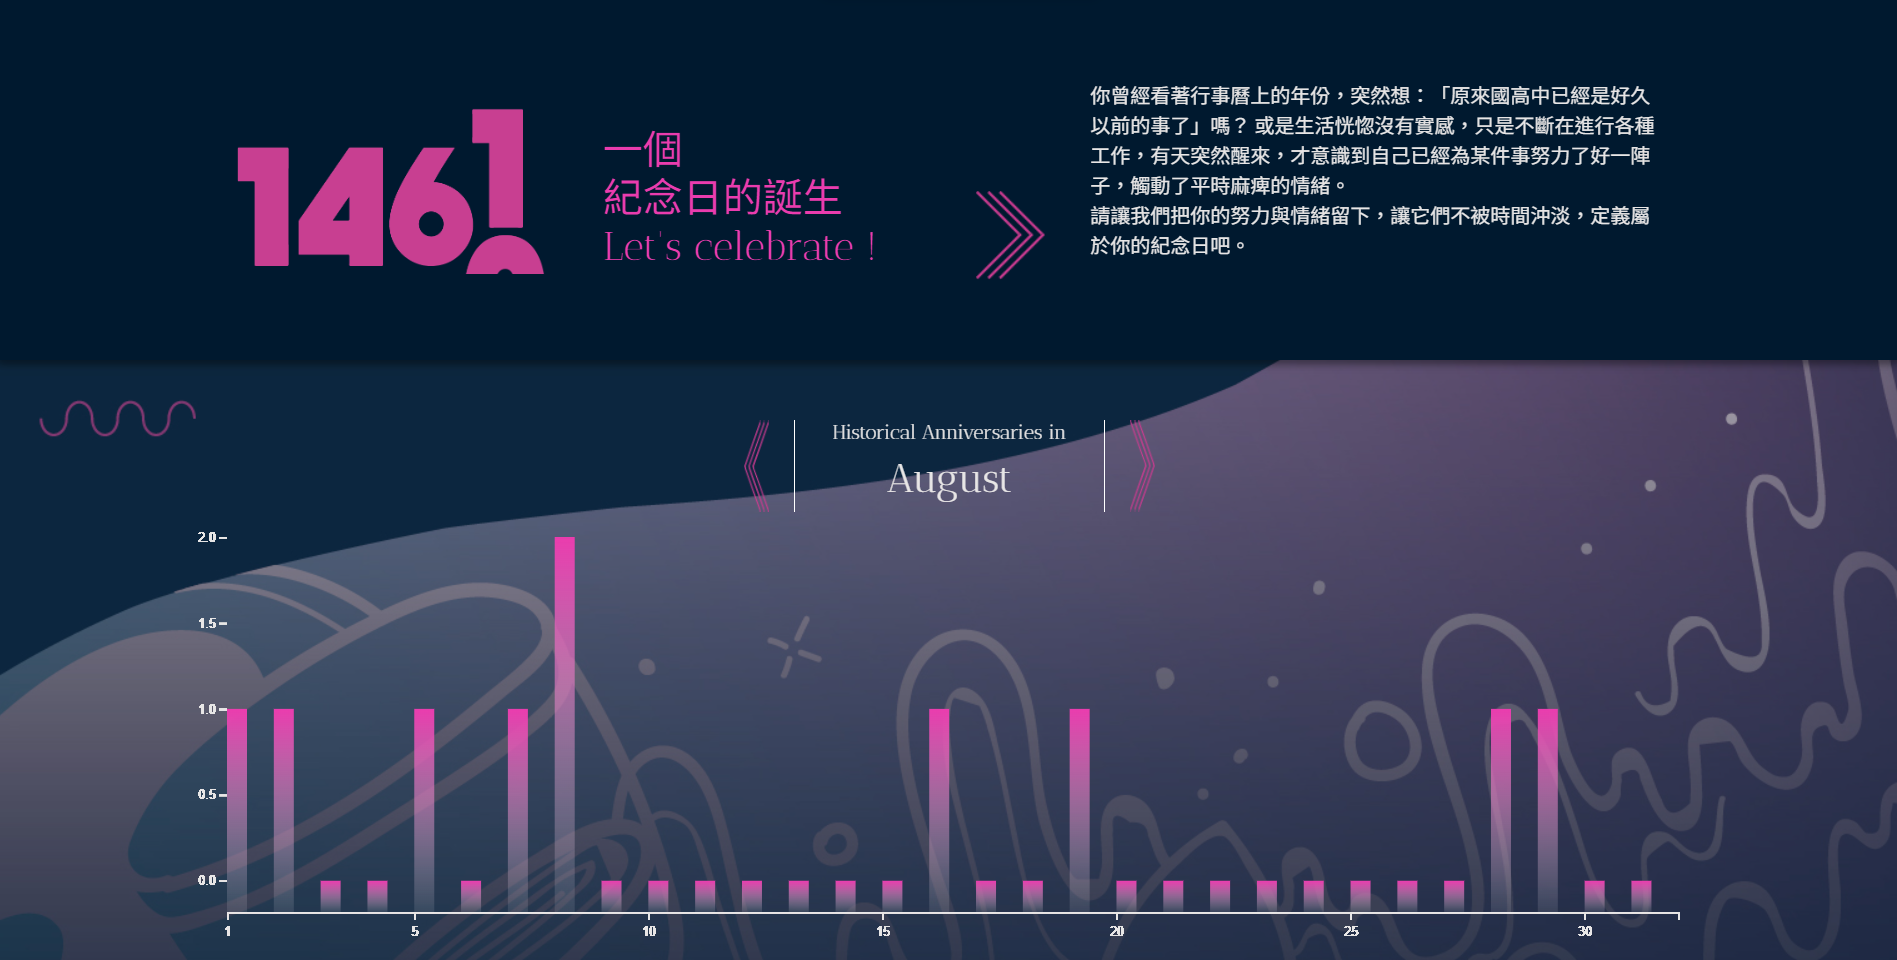 1461
一個
紀念日的誕生
Let's celebrate !
你曾經看著行事曆上的年份，突然想：「原來國高中已經是好久
以前的事了」嗎？ 或是生活恍惚沒有實感，只是不斷在進行各種
工作，有天突然醒來，才意識到自己已經為某件事努力了好一陣
子，觸動了平時麻痺的情緒。
請讓我們把你的努力與情緒留下，讓它們不被時間沖淡，定義屬
於你的紀念日吧。
Historical Anniversaries in
August
2.0
1.5
1.0
0.5
0.0
1 5 10 15 20 25 30